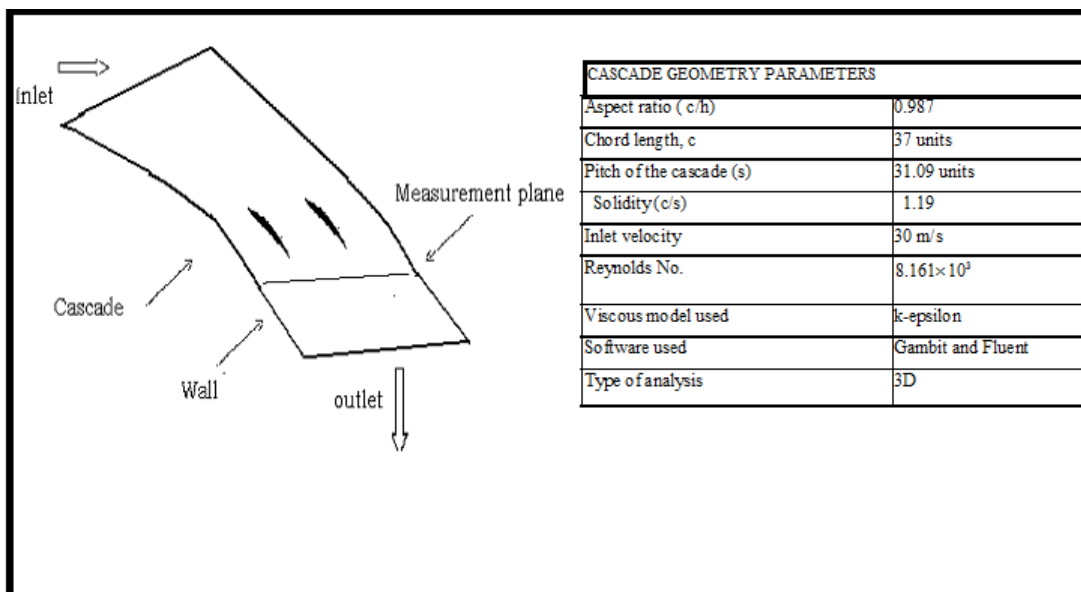 Inlet
Measurement plane
Cascade
Wall
outlet
CASCADE GEOMETRY PARAMETERS
Aspect ratio ( c/h) 0.987
Chord length, c 37 units
Pitch of the cascade (s) 31.09 units
Solidity(c/s) 1.19
Inlet velocity 30 m/s
Reynolds No. 8.161×10³
Viscous model used k-epsilon
Software used Gambit and Fluent
Type of analysis 3D